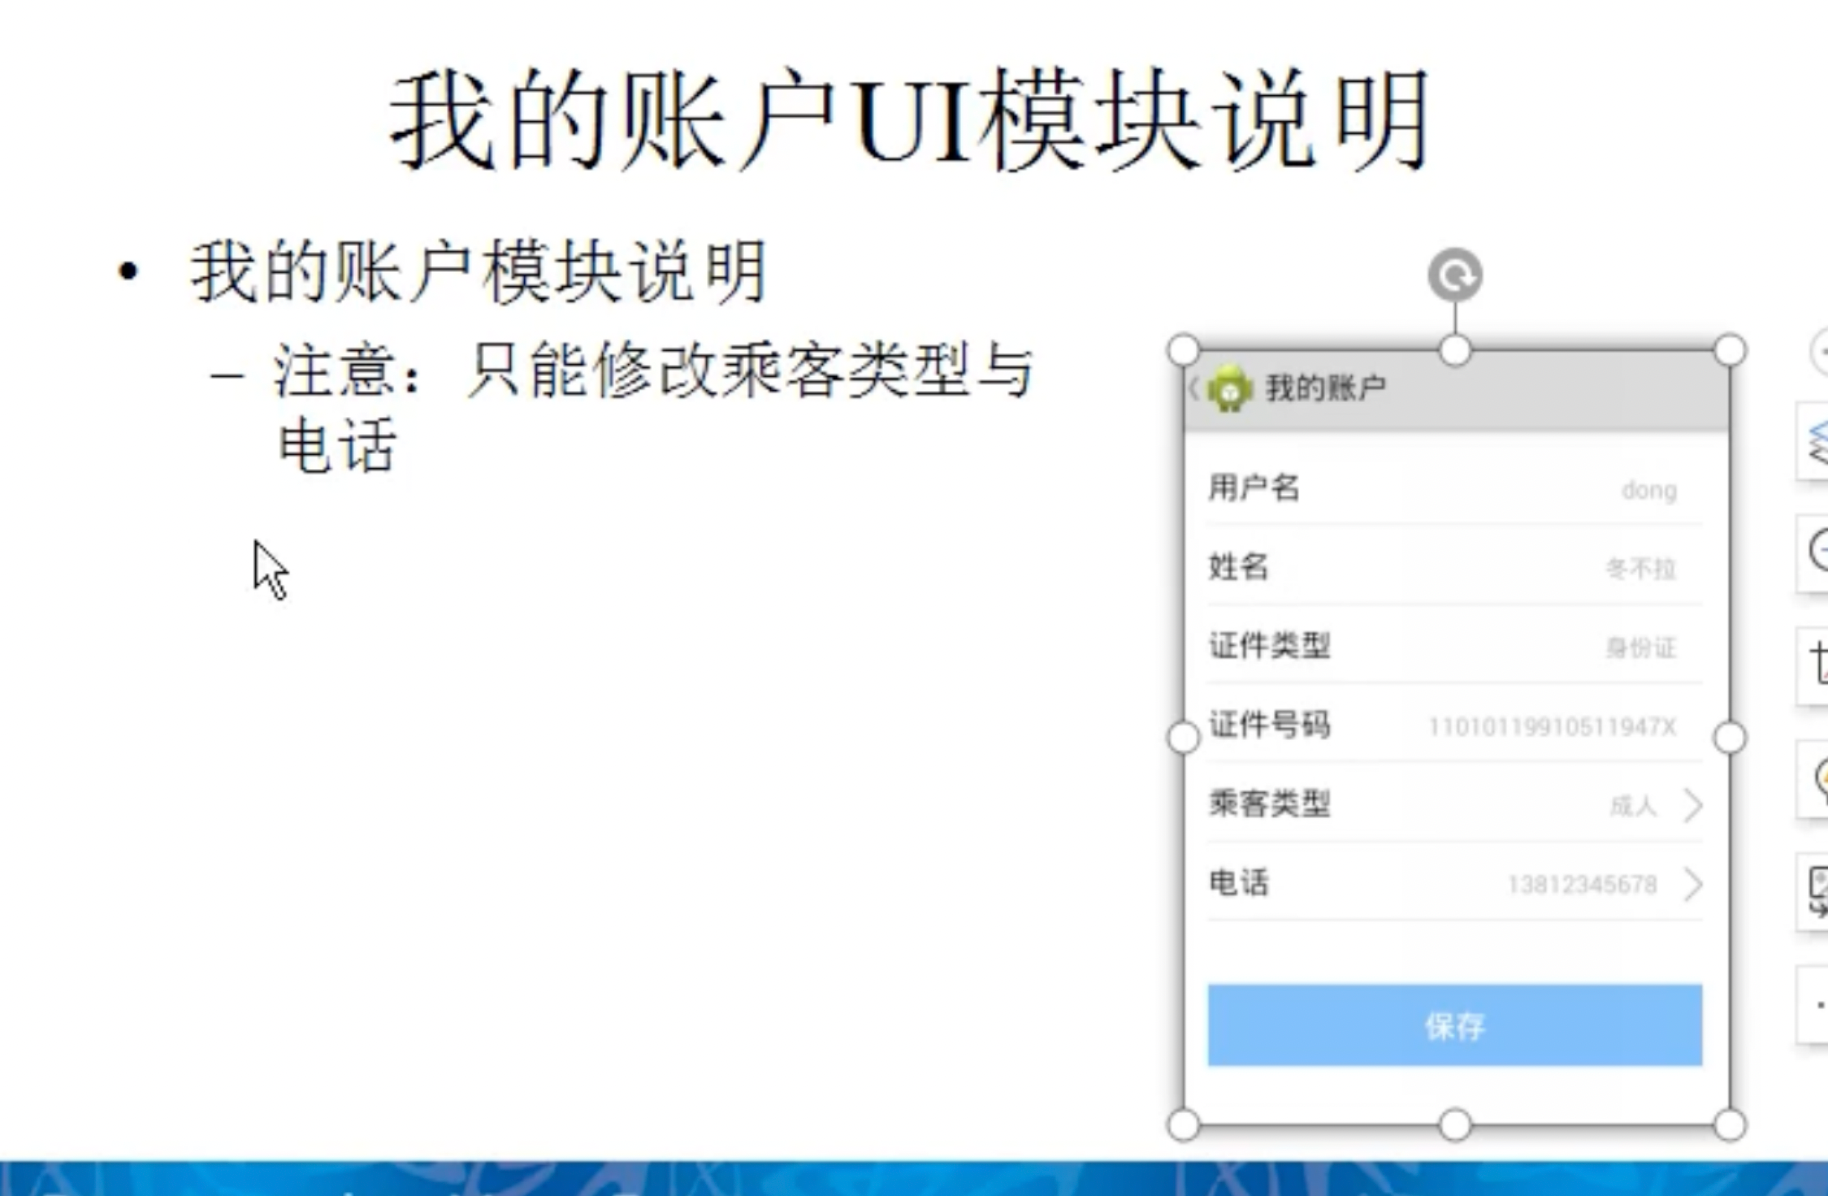 我的账户UI模块说明
• 我的账户模块说明
– 注意：只能修改乘客类型与
电话
我的账户
用户名 dong
姓名 冬不拉
证件类型 身份证
证件号码 11010119910511947X
乘客类型 成人
电话 13812345678
保存